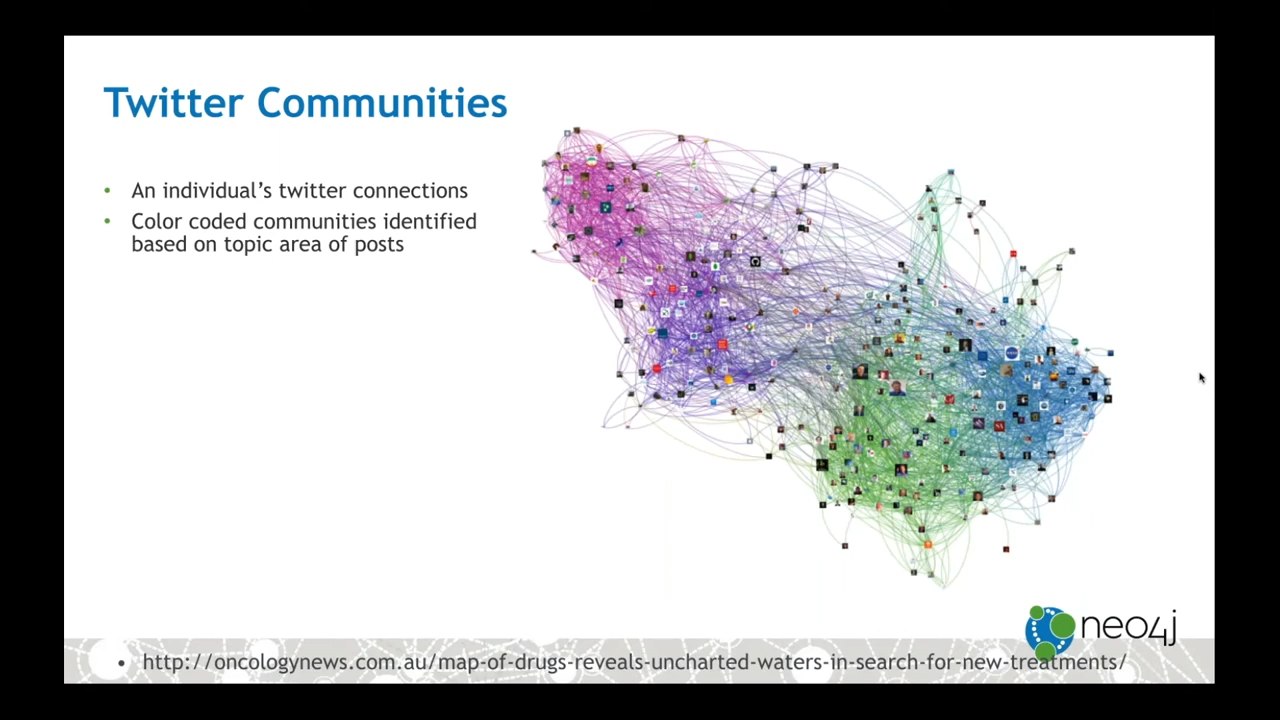 Twitter Communities
• An individual’s twitter connections
• Color coded communities identified
based on topic area of posts
neo4j
• http://oncologynews.com.au/map-of-drugs-reveals-uncharted-waters-in-search-for-new-treatments/